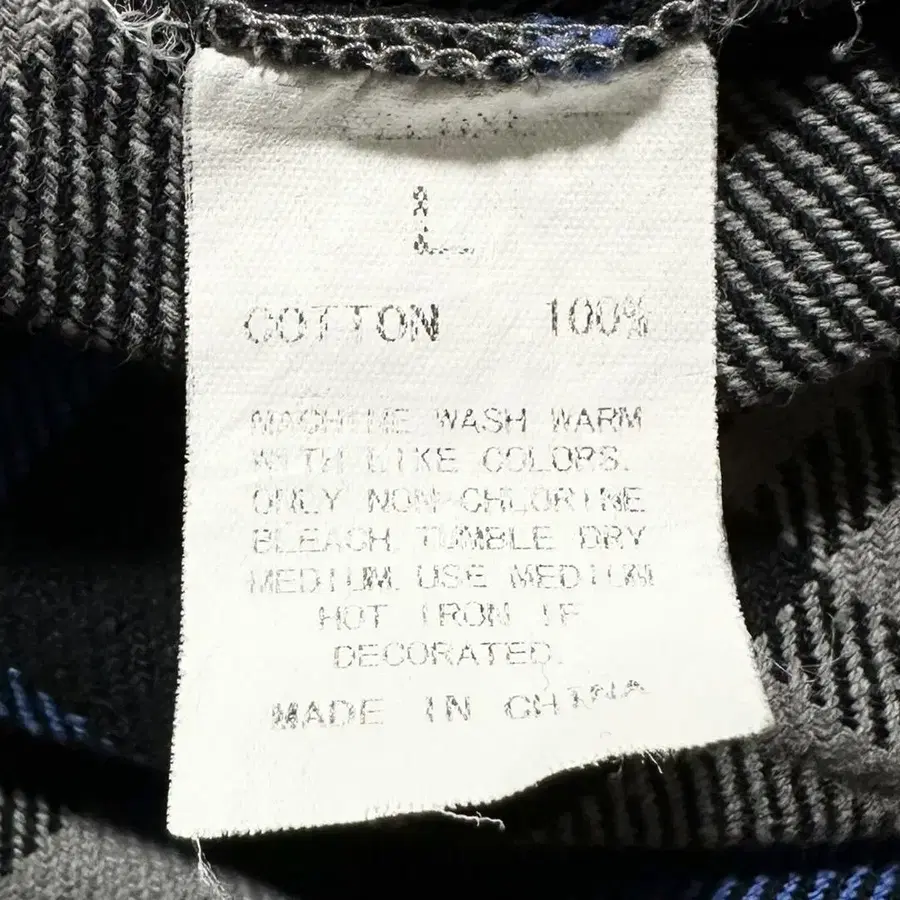 L
COTTON 100%
MACHINE WASH WARM
WITH LIKE COLORS.
ONLY NON-CHLORINE
BLEACH. TUMBLE DRY
MEDIUM. USE MEDIUM
HOT IRON IF
DECORATED.
MADE IN CHINA